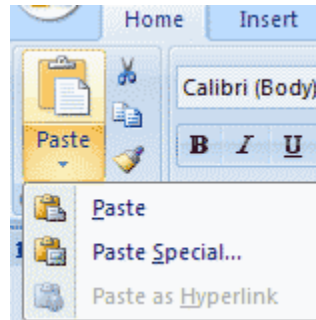 Home Insert
Calibri (Body)
Paste
B I U
Paste
Paste Special...
Paste as Hyperlink